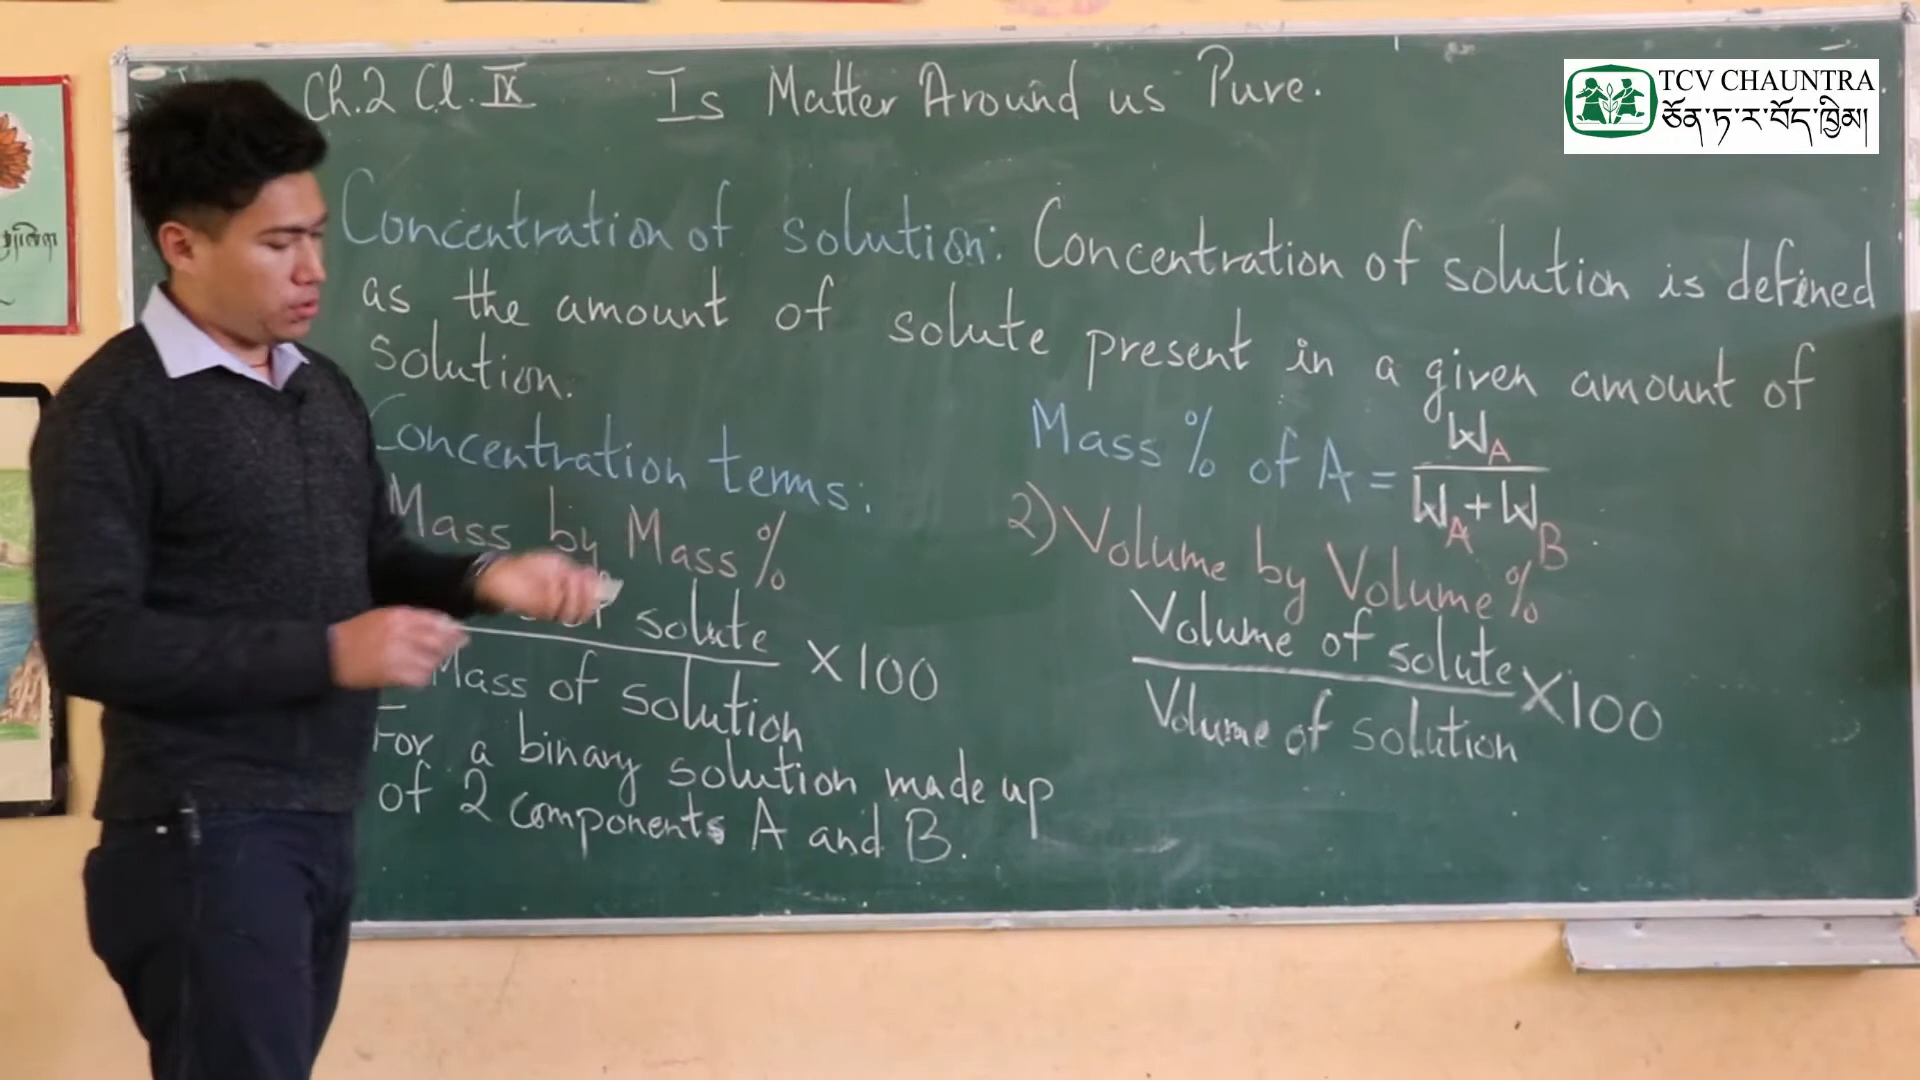 Ch.2 Cl. IX Is Matter Around us Pure.
TCV CHAUNTRA
ཅོན་ཏ་ར་བོད་ཁྱིམ།
Concentration of solution: Concentration of solution is defined
as the amount of solute present in a given amount of
solution.
Concentration terms:
Mass by Mass %
solute
Mass of solution
X 100
For a binary solution made up
of 2 components A and B.
Mass % of A = W_A
W_A + W_B
2) Volume by Volume %
Volume of solute
Volume of solution
X100